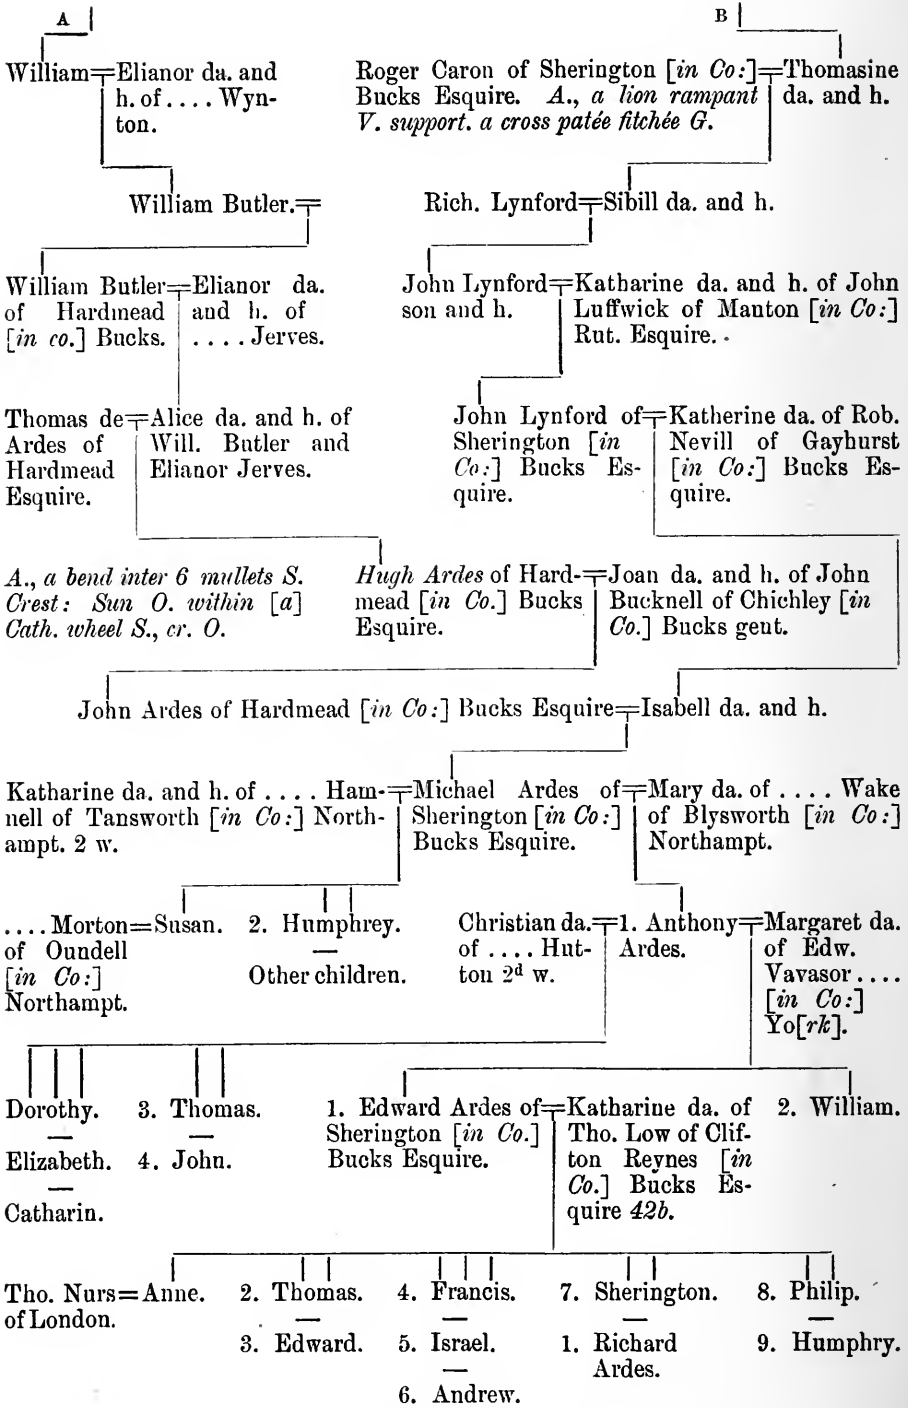 A
B
William=Elianor da. and
h. of .... Wyn-
ton.
Roger Caron of Sherington [in Co:]=Thomasine
Bucks Esquire. A., a lion rampant da. and h.
V. support. a cross patée fitchée G.
William Butler.=
Rich. Lynford=Sibill da. and h.
William Butler=Elianor da.
of Hardmead and h. of
[in co.] Bucks. .... Jerves.
John Lynford=Katharine da. and h. of John
son and h. Luffwick of Manton [in Co:]
Rut. Esquire.
Thomas de=Alice da. and h. of
Ardes of Will. Butler and
Hardmead Elianor Jerves.
Esquire.
John Lynford of=Katherine da. of Rob.
Sherington [in Nevill of Gayhurst
Co:] Bucks Es- [in Co:] Bucks Es-
quire. quire.
A., a bend inter 6 mullets S.
Crest: Sun O. within [a]
Cath. wheel S., cr. O.
Hugh Ardes of Hard-=Joan da. and h. of John
mead [in Co.] Bucks Bucknell of Chichley [in
Esquire. Co.] Bucks gent.
John Ardes of Hardmead [in Co:] Bucks Esquire=Isabell da. and h.
Katharine da. and h. of .... Ham-=Michael Ardes of=Mary da. of .... Wake
nell of Tansworth [in Co:] North- Sherington [in Co:] of Blysworth [in Co:]
ampt. 2 w. Bucks Esquire. Northampt.
.... Morton=Susan.
of Oundell
[in Co:]
Northampt.
2. Humphrey.
—
Other children.
Christian da.=1. Anthony=Margaret da.
of .... Hut- Ardes. of Edw.
ton 2d w. Vavasor ....
[in Co:]
Yo[rk].
Dorothy.
—
Elizabeth.
—
Catharin.
3. Thomas.
—
4. John.
1. Edward Ardes of=Katharine da. of
Sherington [in Co.] Tho. Low of Clif-
Bucks Esquire. ton Reynes [in
Co.] Bucks Es-
quire 42b.
2. William.
Tho. Nurs=Anne.
of London.
2. Thomas.
—
3. Edward.
4. Francis.
—
5. Israel.
—
6. Andrew.
7. Sherington.
—
1. Richard
Ardes.
8. Philip.
—
9. Humphry.